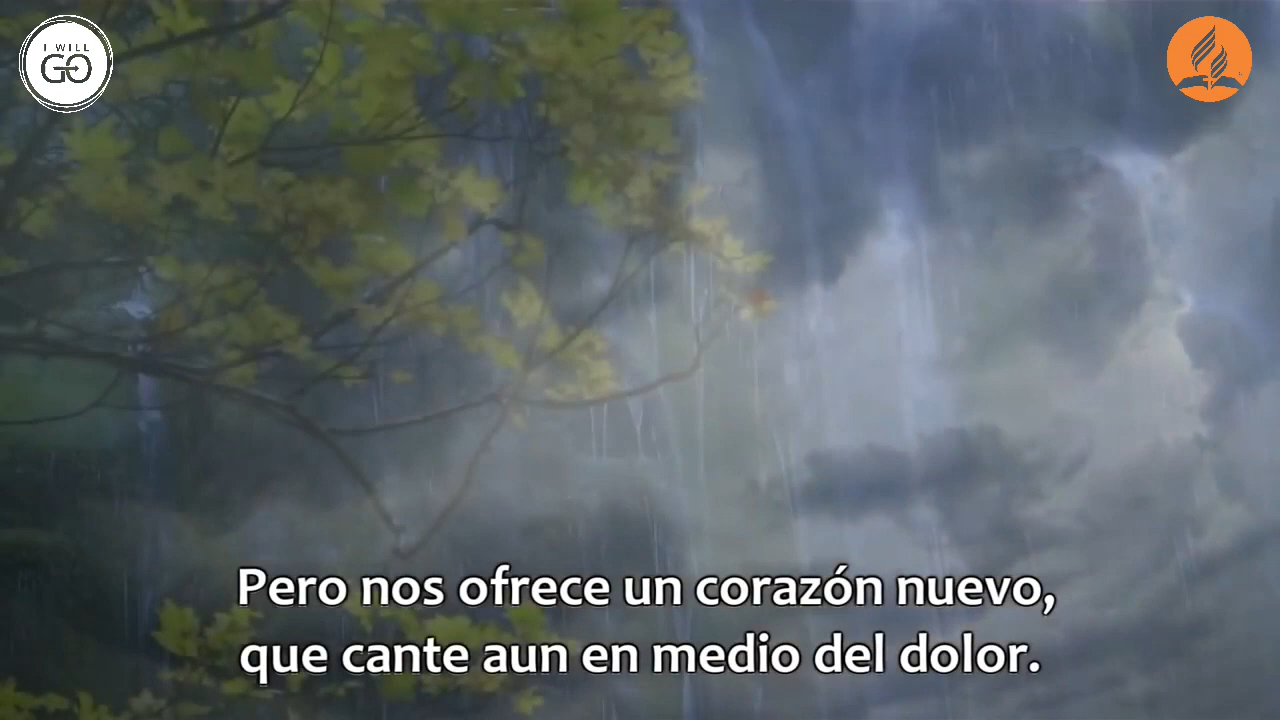 I WILL
GO
Pero nos ofrece un corazón nuevo,
que cante aun en medio del dolor.